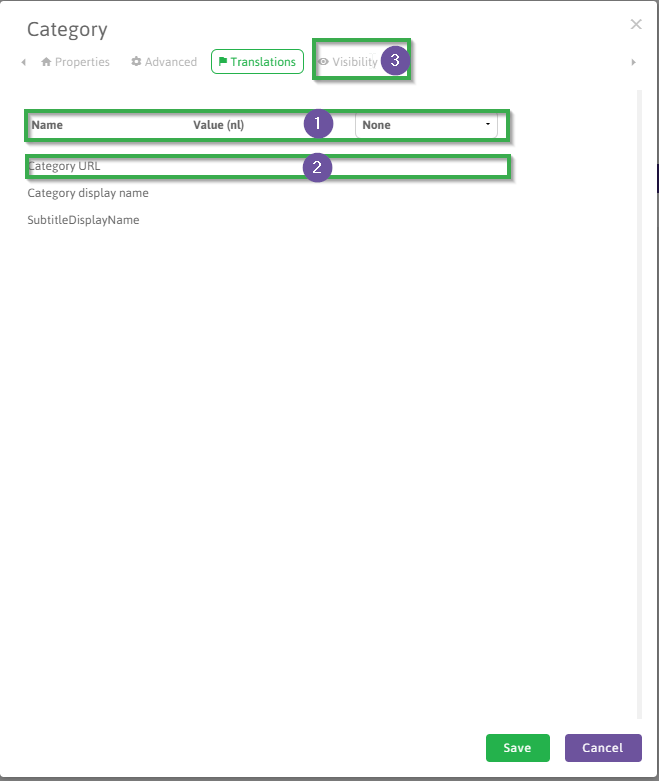 Category
Properties Advanced Translations Visibility 3
Name Value (nl) 1 None
Category URL 2
Category display name
SubtitleDisplayName
Save Cancel